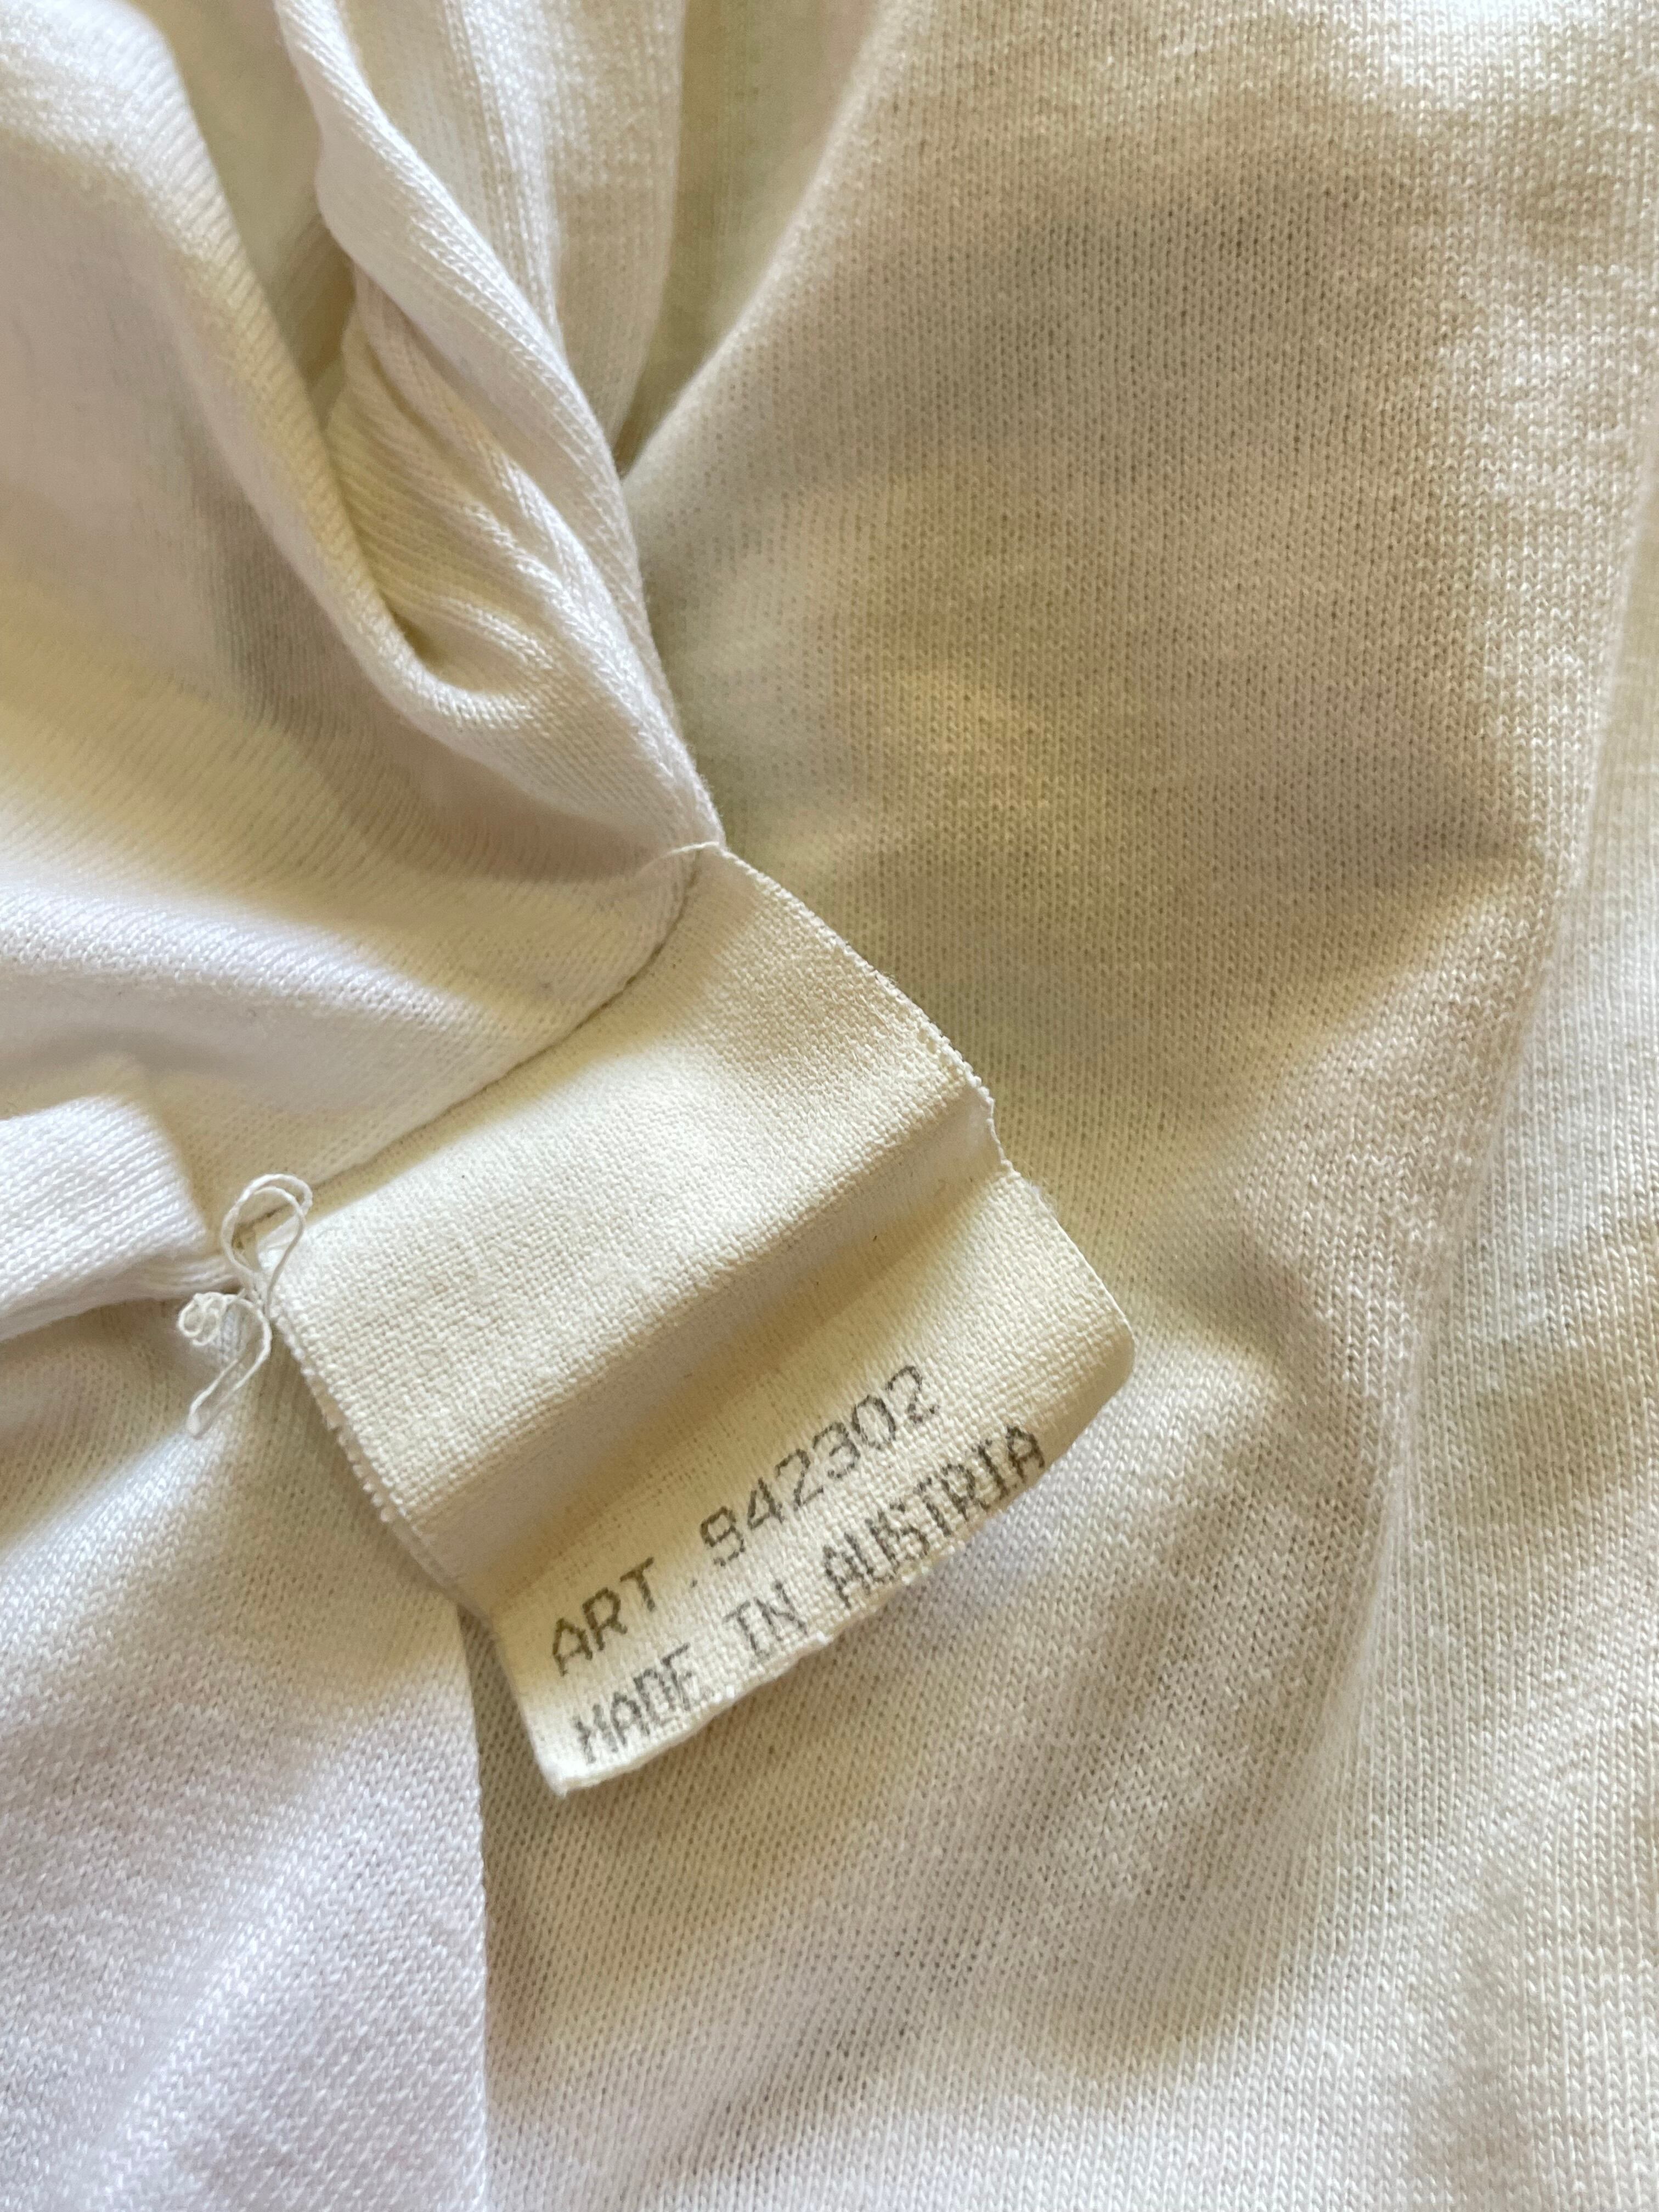 ART. 942302
MADE IN AUSTRIA